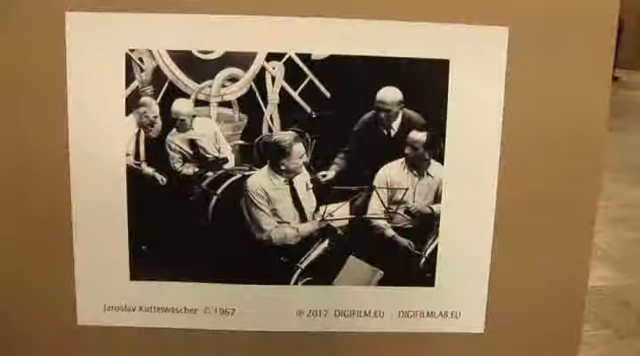 Jaroslav Kuttelwascher © 1967
℗ 2017 DIGIFILM.EU | DIGIFILMLAB.EU